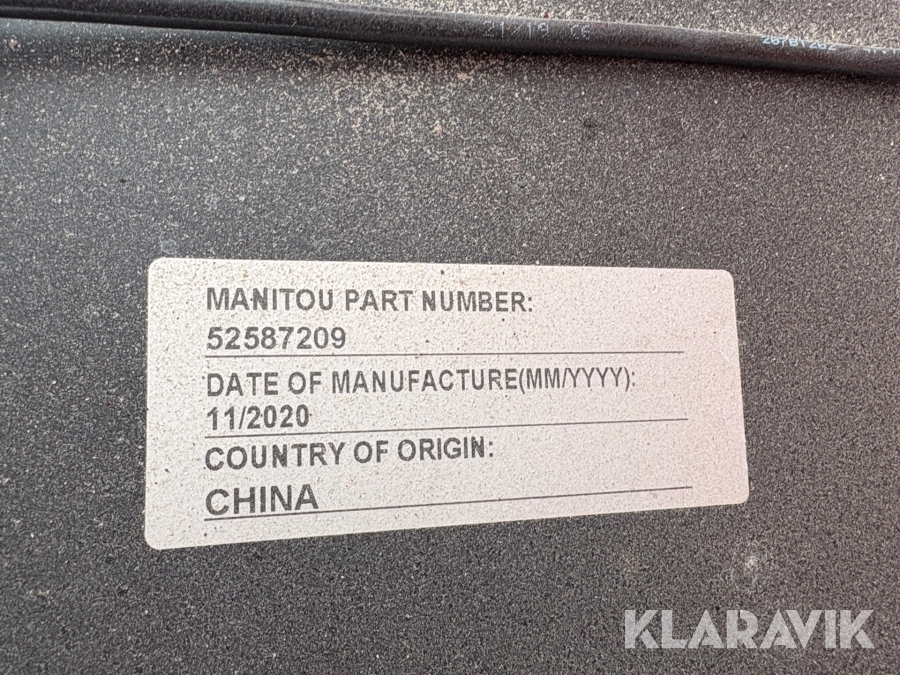 MANITOU PART NUMBER:
52587209
DATE OF MANUFACTURE(MM/YYYY):
11/2020
COUNTRY OF ORIGIN:
CHINA
KLARAVIK